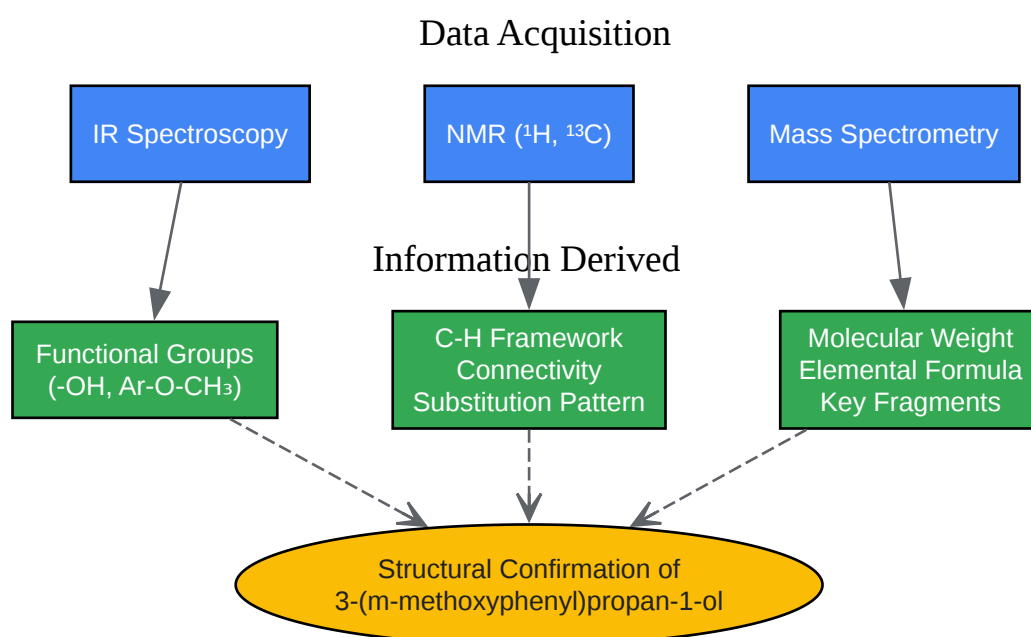 Data Acquisition
IR Spectroscopy
NMR (¹H, ¹³C)
Mass Spectrometry
Information Derived
Functional Groups
(-OH, Ar-O-CH₃)
C-H Framework
Connectivity
Substitution Pattern
Molecular Weight
Elemental Formula
Key Fragments
Structural Confirmation of
3-(m-methoxyphenyl)propan-1-ol